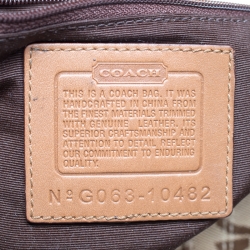 COACH
THIS IS A COACH BAG. IT WAS
HANDCRAFTED IN CHINA FROM
THE FINEST MATERIALS TRIMMED
WITH GENUINE LEATHER. ITS
SUPERIOR CRAFTSMANSHIP AND
ATTENTION TO DETAIL REFLECT
OUR COMMITMENT TO ENDURING
QUALITY.
Nº G063-10462